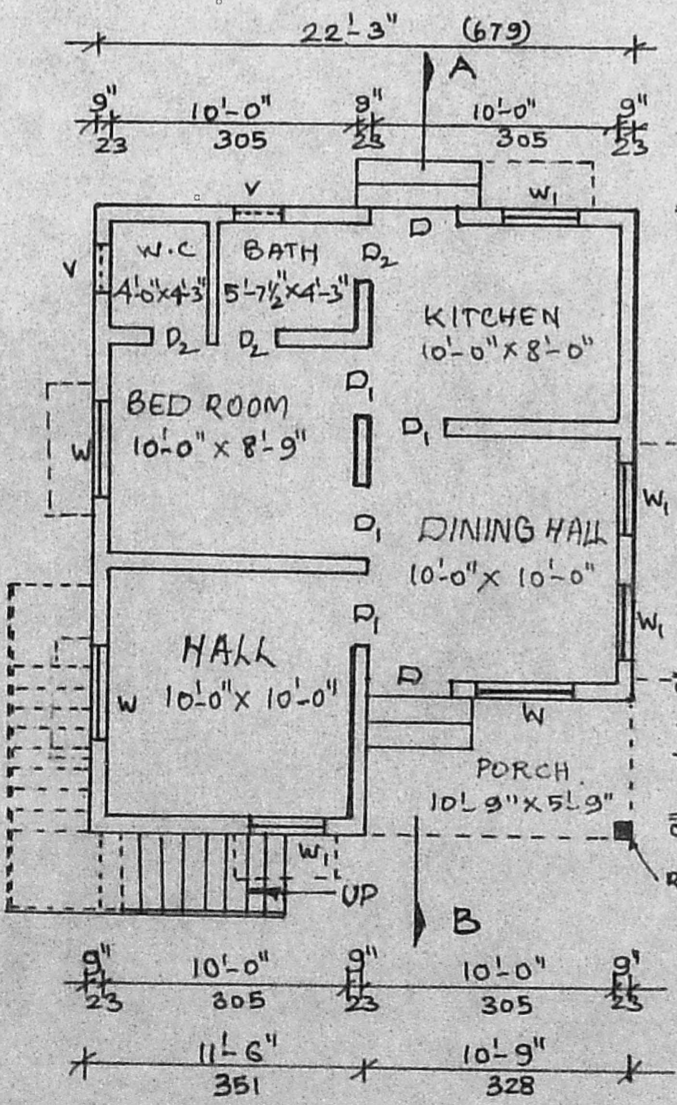 22'-3" (679)
A
9" 10'-0" 9" 10'-0" 9"
23 305 23 305 23
V W1
D
W.C BATH D2
V
4'-0"x4'-3" 5'-7½"x4'-3"
KITCHEN
10'-0" x 8'-0"
D2 D2
D1
BED ROOM
10'-0" x 8'-9"
D1
W
W1
D1 DINING HALL
10'-0" x 10'-0"
D1 W1
HALL
10'-0" x 10'-0"
W D
W
PORCH
10'-9" x 5'-9"
W1
UP
B
R
9" 10'-0" 9" 10'-0" 9"
23 305 23 305 23
11'-6" 10'-9"
351 328